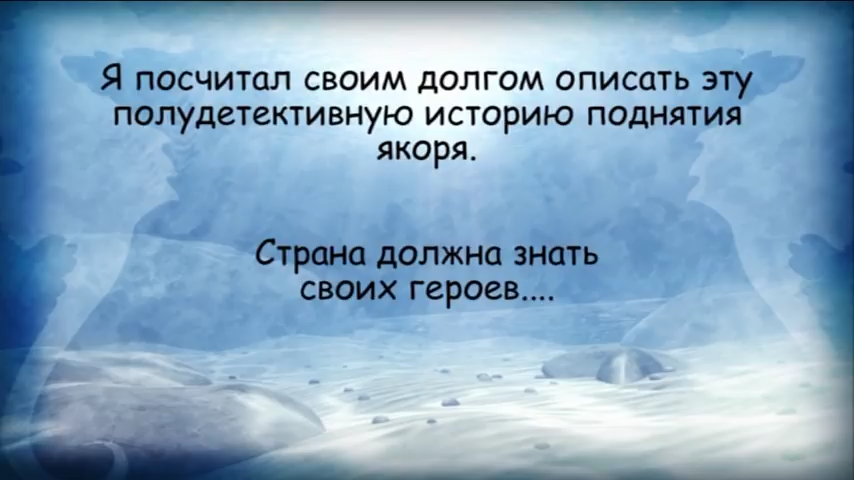 Я посчитал своим долгом описать эту
полудетективную историю поднятия
якоря.
Страна должна знать
своих героев....